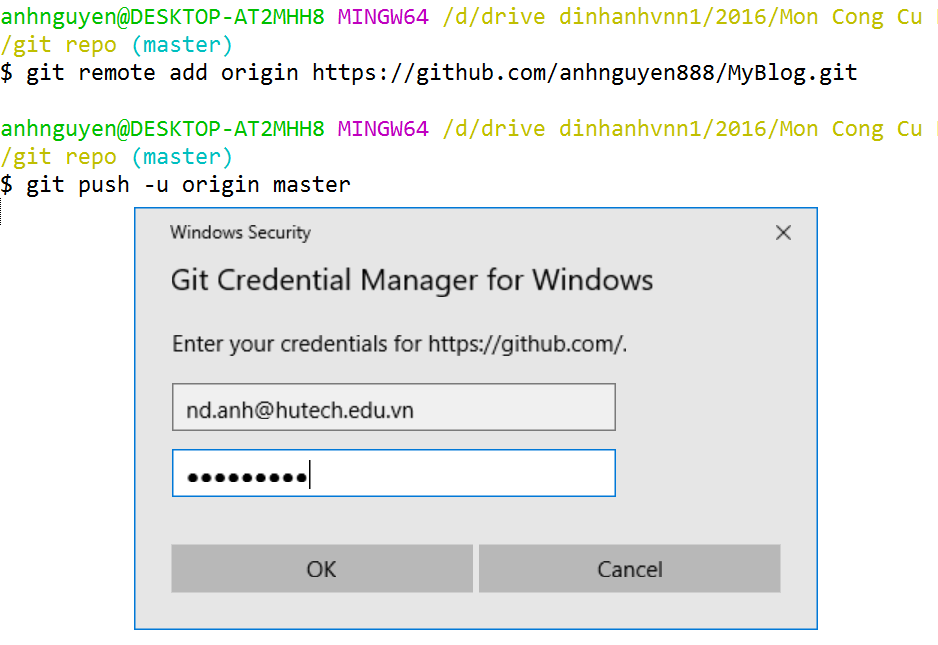 anhnguyen@DESKTOP-AT2MHH8 MINGW64 /d/drive dinhanhvnn1/2016/Mon Cong Cu
/git repo (master)
$ git remote add origin https://github.com/anhnguyen888/MyBlog.git
anhnguyen@DESKTOP-AT2MHH8 MINGW64 /d/drive dinhanhvnn1/2016/Mon Cong Cu
/git repo (master)
$ git push -u origin master
Windows Security
Git Credential Manager for Windows
Enter your credentials for https://github.com/.
nd.anh@hutech.edu.vn
●●●●●●●●●
OK Cancel